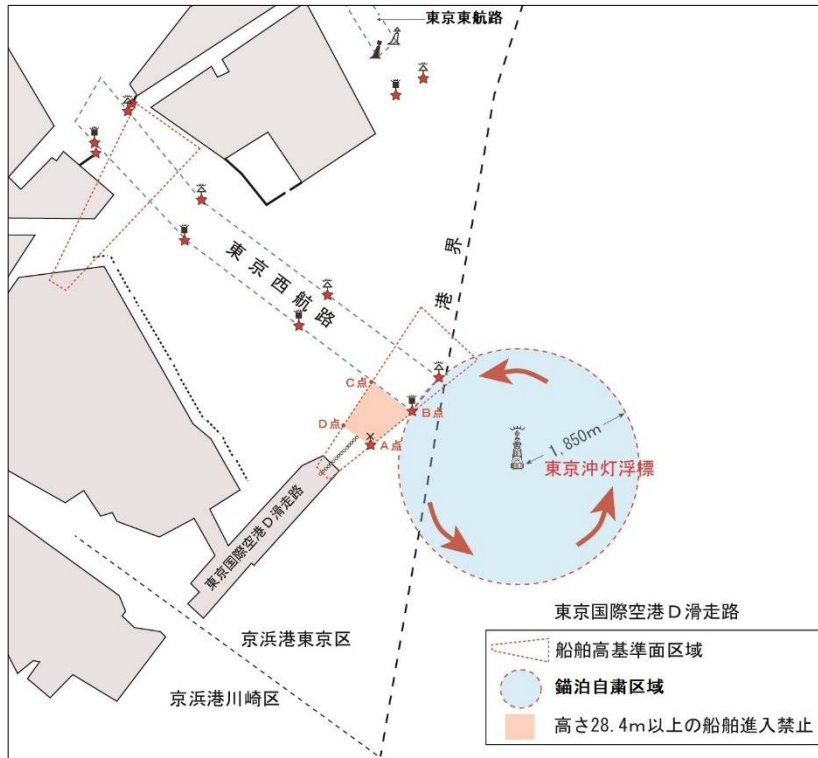 東京東航路
東京西航路
港界
C点
D点
B点
A点
1,850m
東京沖灯浮標
東京国際空港D滑走路
京浜港東京区
京浜港川崎区
東京国際空港D滑走路
船舶高基準面区域
錨泊自粛区域
高さ28.4m以上の船舶進入禁止